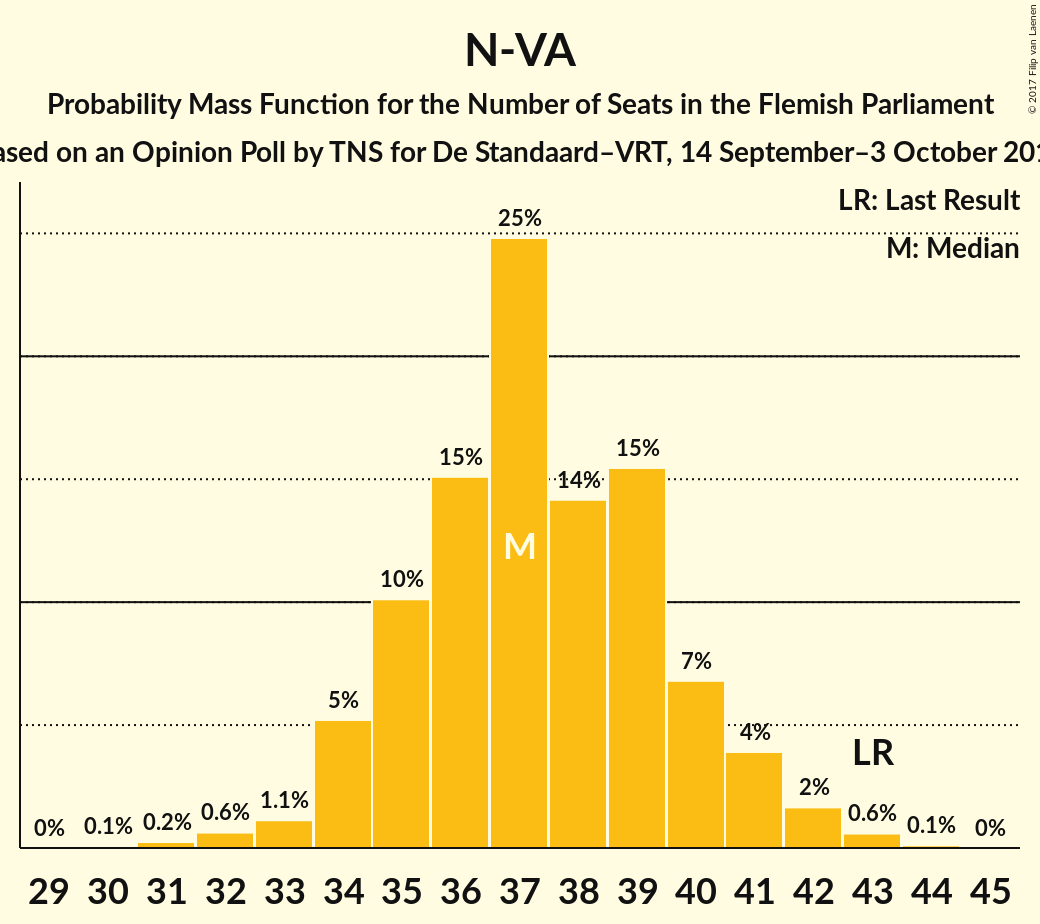 N-VA
Probability Mass Function for the Number of Seats in the Flemish Parliament
on an Opinion Poll by TNS for De Standaard–VRT, 14 September–3 October
© 2017 Filip van Laenen
LR: Last Result
M: Median
25%
15%
15%
14%
M
10%
7%
5%
4%
LR
2%
1.1%
0.6%
0.6%
0.2%
0.1%
0.1%
0%
0%
29 30 31 32 33 34 35 36 37 38 39 40 41 42 43 44 45